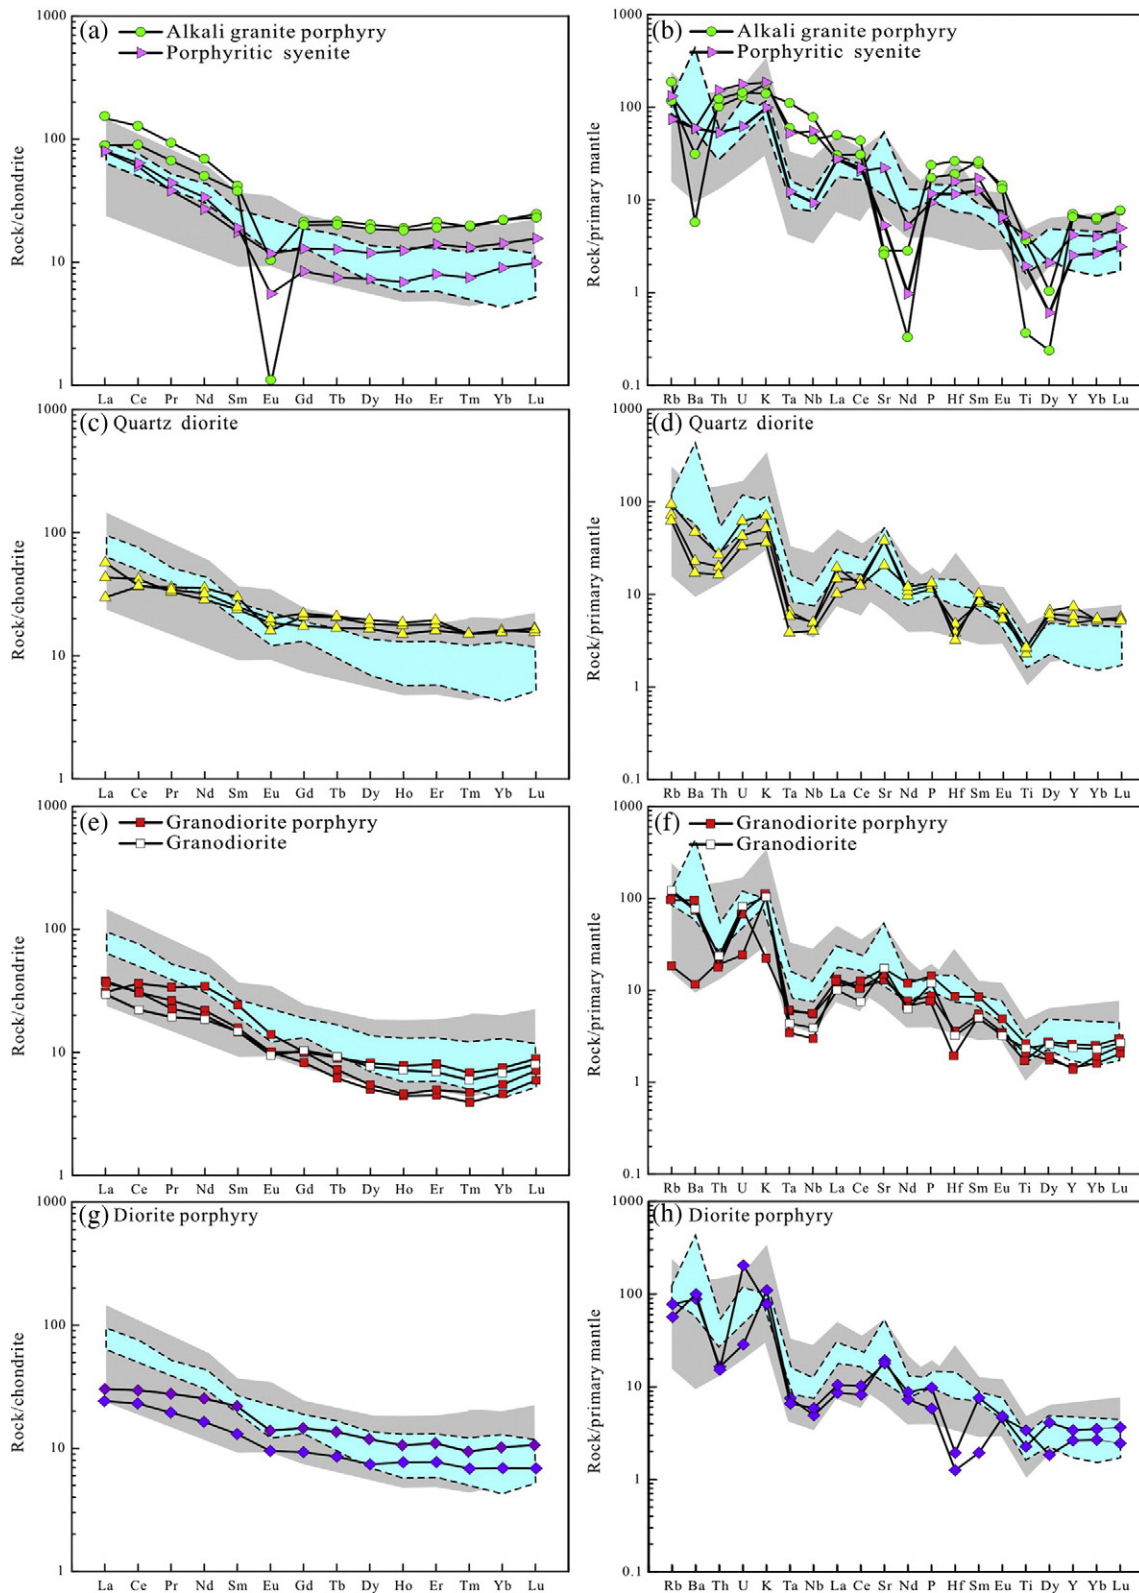 (a) Alkali granite porphyry
Porphyritic syenite
1000
100
10
1
Rock/chondrite
La Ce Pr Nd Sm Eu Gd Tb Dy Ho Er Tm Yb Lu
(b) Alkali granite porphyry
Porphyritic syenite
1000
100
10
1
0.1
Rock/primary mantle
Rb Ba Th U K Ta Nb La Ce Sr Nd P Hf Sm Eu Ti Dy Y Yb Lu
(c) Quartz diorite
1000
100
10
1
Rock/chondrite
La Ce Pr Nd Sm Eu Gd Tb Dy Ho Er Tm Yb Lu
(d) Quartz diorite
1000
100
10
1
0.1
Rock/primary mantle
Rb Ba Th U K Ta Nb La Ce Sr Nd P Hf Sm Eu Ti Dy Y Yb Lu
(e) Granodiorite porphyry
Granodiorite
1000
100
10
1
Rock/chondrite
La Ce Pr Nd Sm Eu Gd Tb Dy Ho Er Tm Yb Lu
(f) Granodiorite porphyry
Granodiorite
1000
100
10
1
0.1
Rock/primary mantle
Rb Ba Th U K Ta Nb La Ce Sr Nd P Hf Sm Eu Ti Dy Y Yb Lu
(g) Diorite porphyry
1000
100
10
1
Rock/chondrite
La Ce Pr Nd Sm Eu Gd Tb Dy Ho Er Tm Yb Lu
(h) Diorite porphyry
1000
100
10
1
0.1
Rock/primary mantle
Rb Ba Th U K Ta Nb La Ce Sr Nd P Hf Sm Eu Ti Dy Y Yb Lu